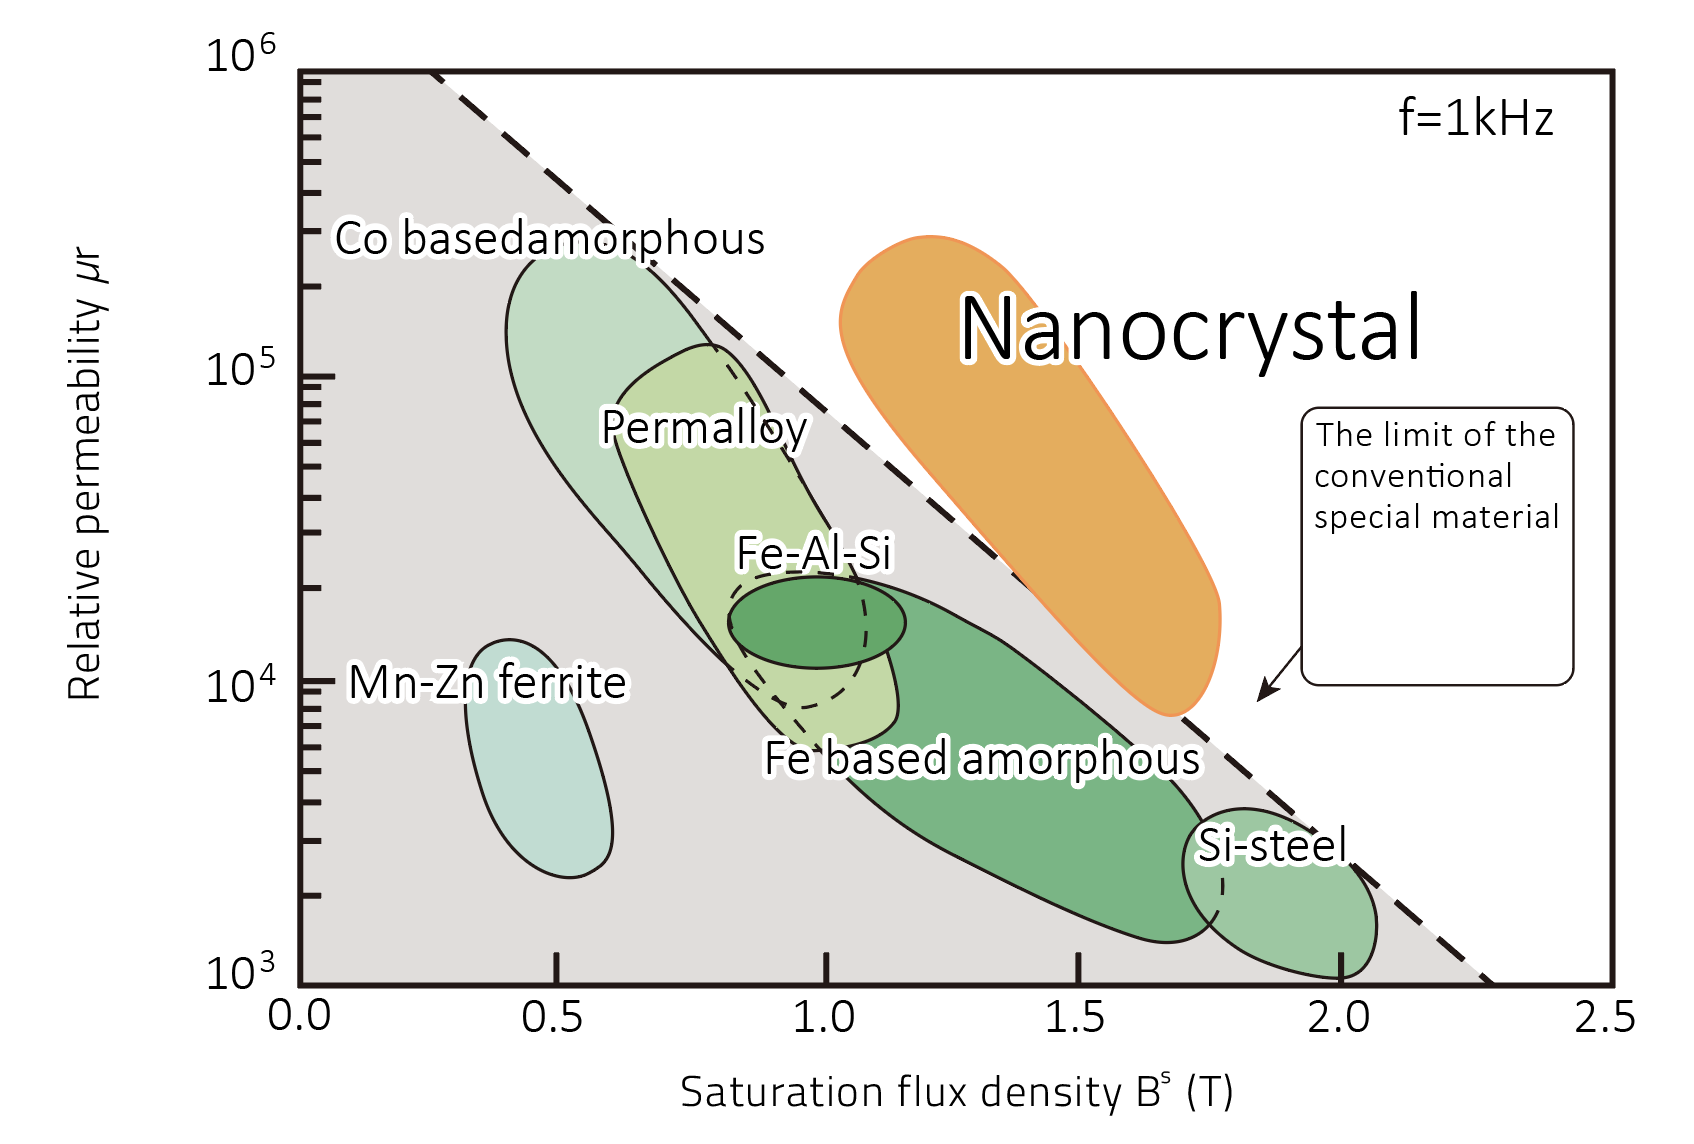 10⁶
f=1kHz
Co basedamorphous
Nanocrystal
10⁵
Permalloy
The limit of the
conventional
special material
Fe-Al-Si
Relative permeability μr
10⁴
Mn-Zn ferrite
Fe based amorphous
Si-steel
10³
0.0 0.5 1.0 1.5 2.0 2.5
Saturation flux density Bˢ (T)